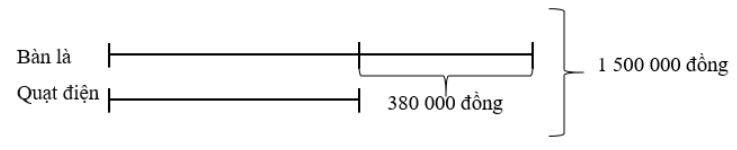 Bàn là
1 500 000 đồng
Quạt điện
380 000 đồng